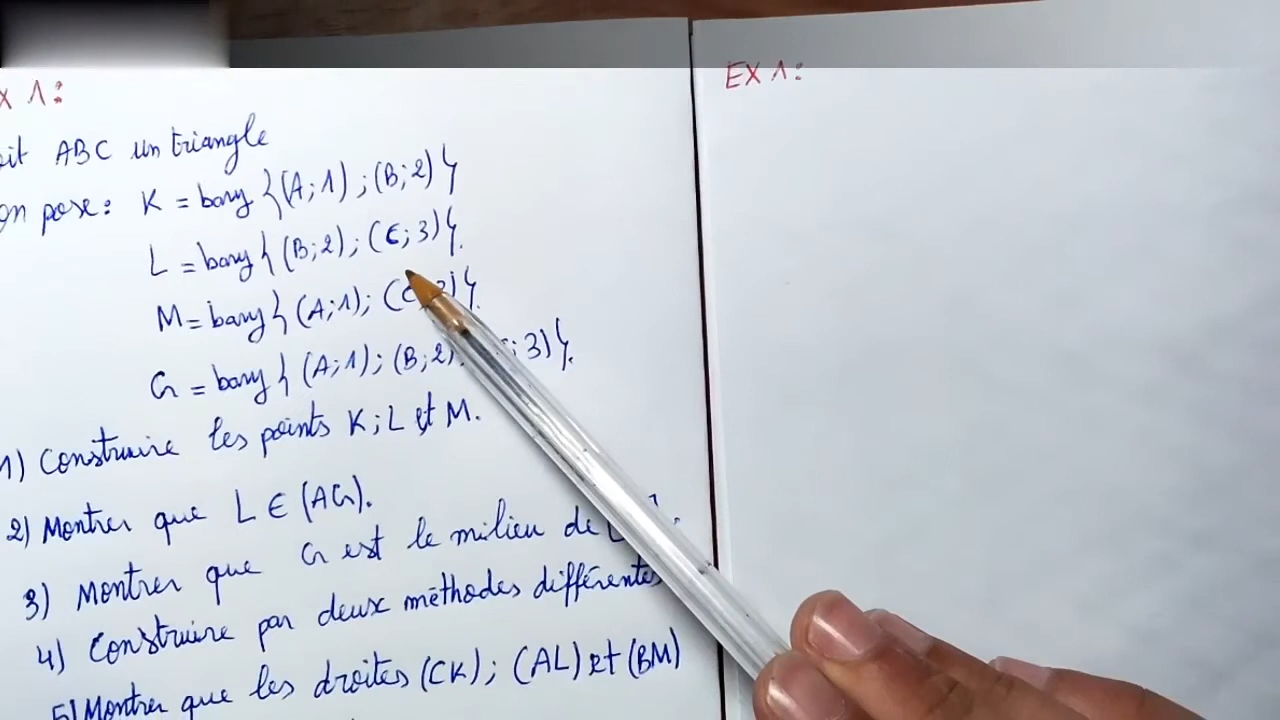 X 1:
EX 1:
oit ABC un triangle
on pose: K = bary {(A;1);(B;2)}
L = bary {(B;2);(C;3)}.
M = bary {(A;1);
G = bary {(A;1);(B;2) ;3)}.
1) Construire les points K;L et M.
2) Montrer que L ∈ (AG).
3) Montrer que G est le milieu de
4) Construire par deux méthodes différentes
5) Montrer que les droites (CK); (AL) et (BM)